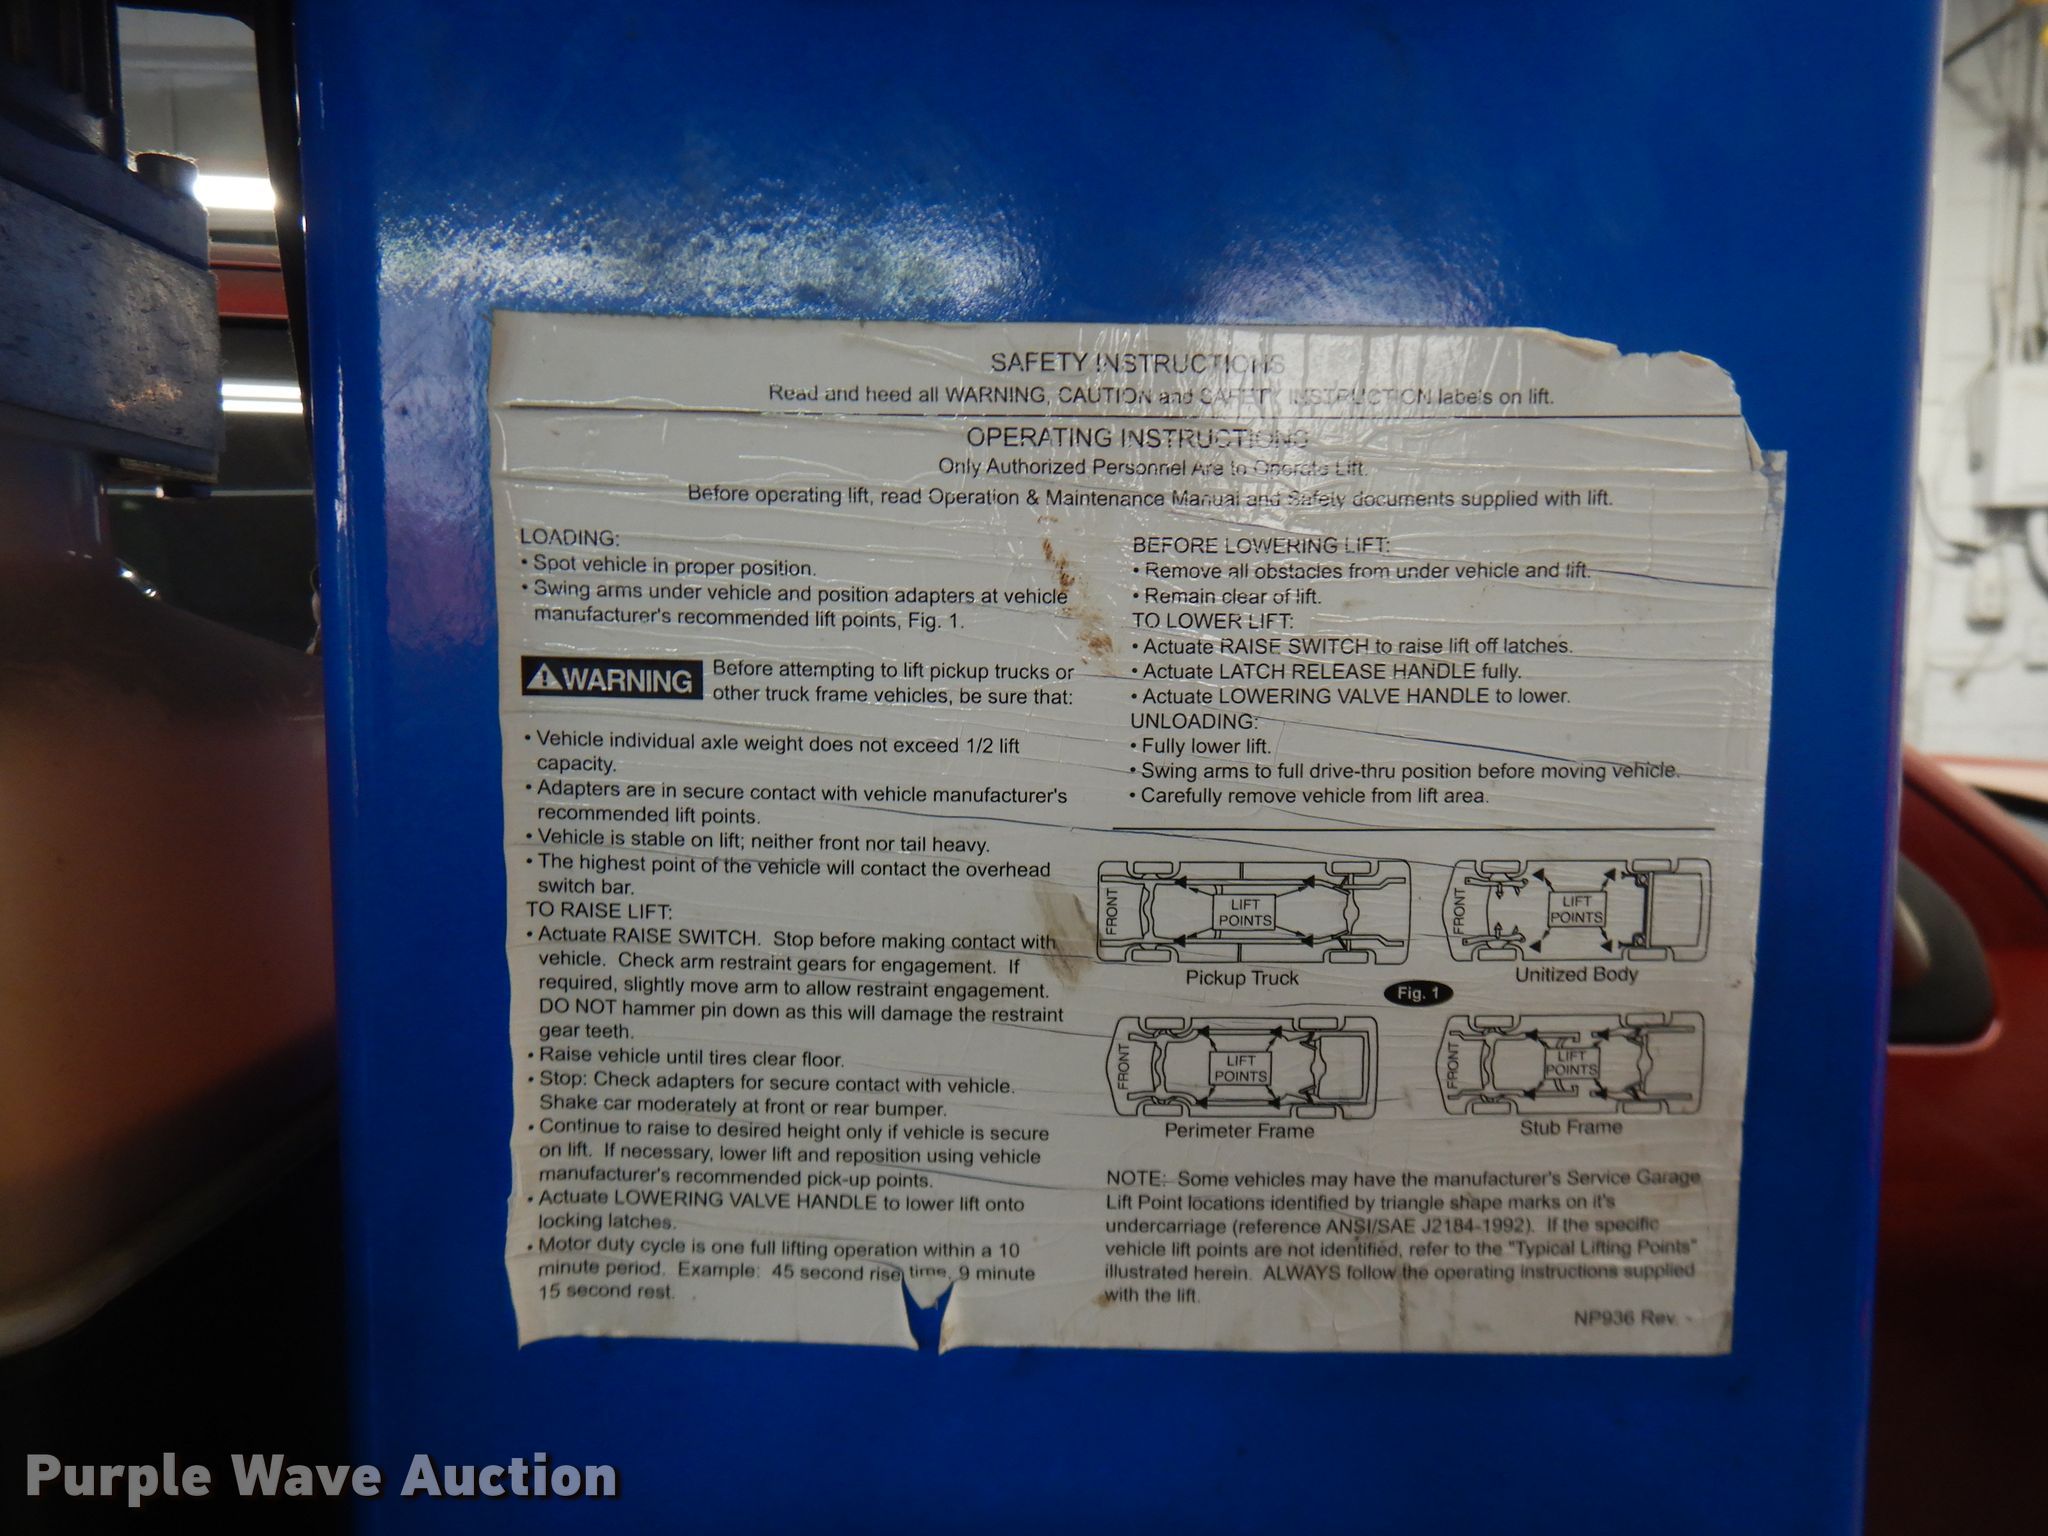 SAFETY INSTRUCTIONS
Read and heed all WARNING, CAUTION and SAFETY INSTRUCTION labels on lift.
OPERATING INSTRUCTIONS
Only Authorized Personnel Are to Operate Lift.
Before operating lift, read Operation & Maintenance Manual and Safety documents supplied with lift.
LOADING:
• Spot vehicle in proper position.
• Swing arms under vehicle and position adapters at vehicle
manufacturer's recommended lift points, Fig. 1.
WARNING
Before attempting to lift pickup trucks or
other truck frame vehicles, be sure that:
• Vehicle individual axle weight does not exceed 1/2 lift
capacity.
• Adapters are in secure contact with vehicle manufacturer's
recommended lift points.
• Vehicle is stable on lift; neither front nor tail heavy.
• The highest point of the vehicle will contact the overhead
switch bar.
TO RAISE LIFT:
• Actuate RAISE SWITCH. Stop before making contact with
vehicle. Check arm restraint gears for engagement. If
required, slightly move arm to allow restraint engagement.
DO NOT hammer pin down as this will damage the restraint
gear teeth.
• Raise vehicle until tires clear floor.
• Stop: Check adapters for secure contact with vehicle.
Shake car moderately at front or rear bumper.
• Continue to raise to desired height only if vehicle is secure
on lift. If necessary, lower lift and reposition using vehicle
manufacturer's recommended pick-up points.
• Actuate LOWERING VALVE HANDLE to lower lift onto
locking latches.
• Motor duty cycle is one full lifting operation within a 10
minute period. Example: 45 second rise time, 9 minute
15 second rest.
BEFORE LOWERING LIFT:
• Remove all obstacles from under vehicle and lift.
• Remain clear of lift.
TO LOWER LIFT:
• Actuate RAISE SWITCH to raise lift off latches.
• Actuate LATCH RELEASE HANDLE fully.
• Actuate LOWERING VALVE HANDLE to lower.
UNLOADING:
• Fully lower lift.
• Swing arms to full drive-thru position before moving vehicle.
• Carefully remove vehicle from lift area.
FRONT
LIFT
POINTS
Pickup Truck
FRONT
LIFT
POINTS
Unitized Body
Fig. 1
FRONT
LIFT
POINTS
Perimeter Frame
FRONT
LIFT
POINTS
Stub Frame
NOTE: Some vehicles may have the manufacturer's Service Garage
Lift Point locations identified by triangle shape marks on it's
undercarriage (reference ANSI/SAE J2184-1992). If the specific
vehicle lift points are not identified, refer to the "Typical Lifting Points"
illustrated herein. ALWAYS follow the operating instructions supplied
with the lift.
NP936 Rev. -
Purple Wave Auction